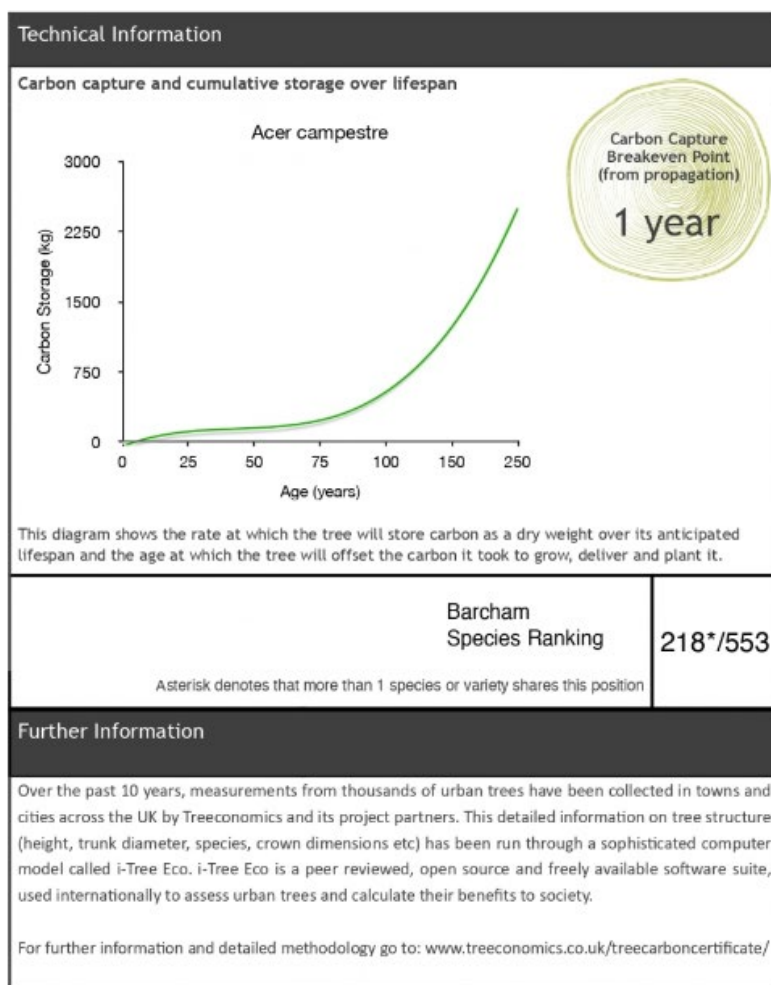 Technical Information
Carbon capture and cumulative storage over lifespan
Acer campestre
3000
2250
1500
750
0
Carbon Storage (kg)
0 25 50 75 100 150 250
Age (years)
Carbon Capture
Breakeven Point
(from propagation)
1 year
This diagram shows the rate at which the tree will store carbon as a dry weight over its anticipated
lifespan and the age at which the tree will offset the carbon it took to grow, deliver and plant it.
Barcham
Species Ranking
218*/553
Asterisk denotes that more than 1 species or variety shares this position
Further Information
Over the past 10 years, measurements from thousands of urban trees have been collected in towns and
cities across the UK by Treeconomics and its project partners. This detailed information on tree structure
(height, trunk diameter, species, crown dimensions etc) has been run through a sophisticated computer
model called i-Tree Eco. i-Tree Eco is a peer reviewed, open source and freely available software suite,
used internationally to assess urban trees and calculate their benefits to society.
For further information and detailed methodology go to: www.treeconomics.co.uk/treecarboncertificate/